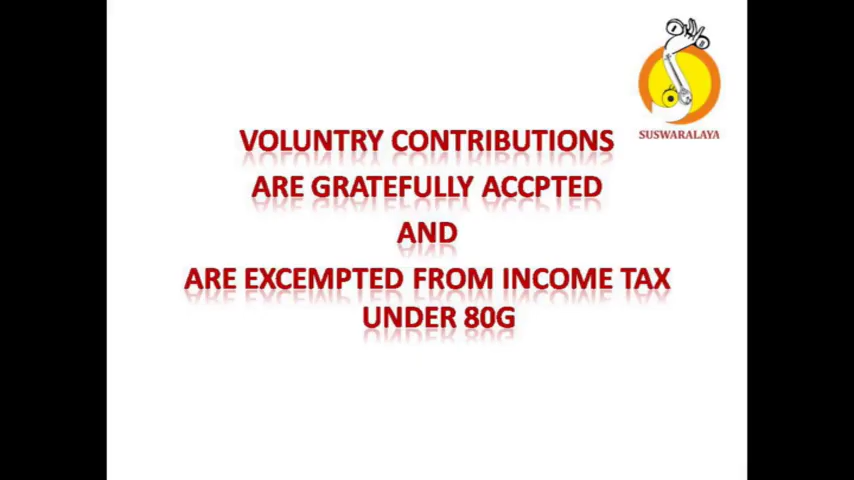 SUSWARALAYA
VOLUNTRY CONTRIBUTIONS
ARE GRATEFULLY ACCPTED
AND
ARE EXCEMPTED FROM INCOME TAX
UNDER 80G